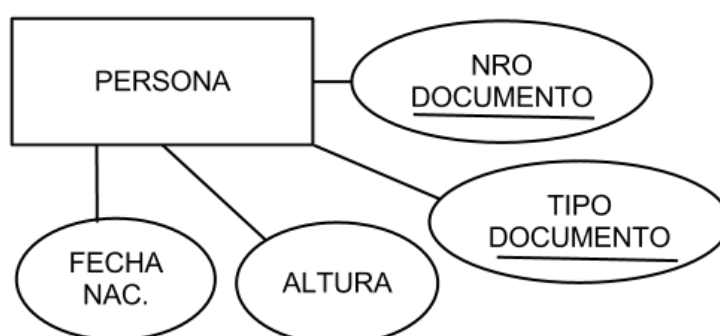 PERSONA
NRO
DOCUMENTO
TIPO
DOCUMENTO
FECHA
NAC.
ALTURA